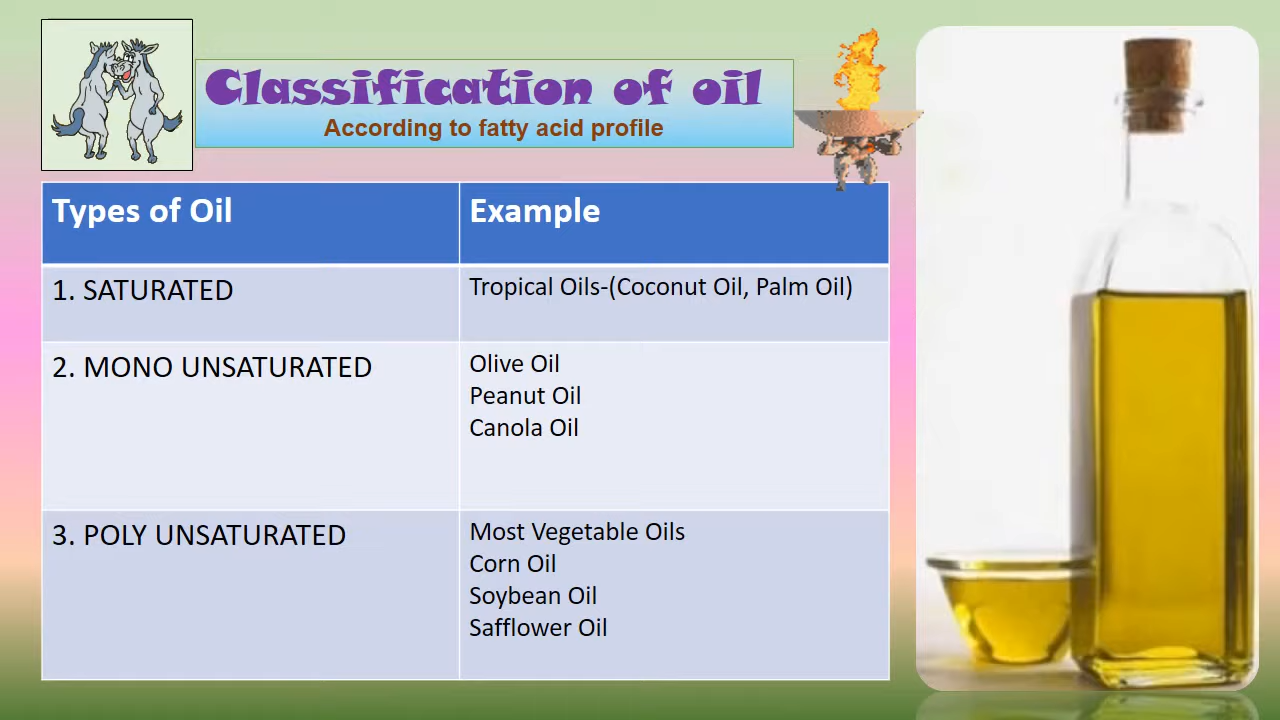 Classification of oil
According to fatty acid profile
Types of Oil
Example
1. SATURATED
Tropical Oils-(Coconut Oil, Palm Oil)
2. MONO UNSATURATED
Olive Oil
Peanut Oil
Canola Oil
3. POLY UNSATURATED
Most Vegetable Oils
Corn Oil
Soybean Oil
Safflower Oil